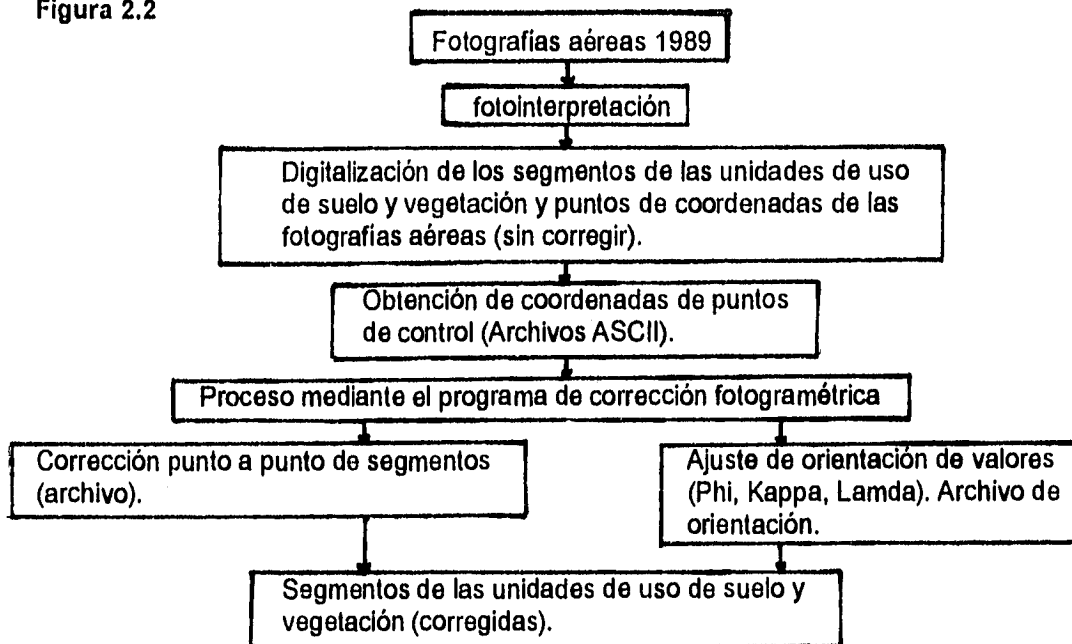 Figura 2.2
Fotografías aéreas 1989
fotointerpretación
Digitalización de los segmentos de las unidades de uso
de suelo y vegetación y puntos de coordenadas de las
fotografías aéreas (sin corregir).
Obtención de coordenadas de puntos
de control (Archivos ASCII).
Proceso mediante el programa de corrección fotogramétrica
Corrección punto a punto de segmentos
(archivo).
Ajuste de orientación de valores
(Phi, Kappa, Lamda). Archivo de
orientación.
Segmentos de las unidades de uso de suelo y
vegetación (corregidas).